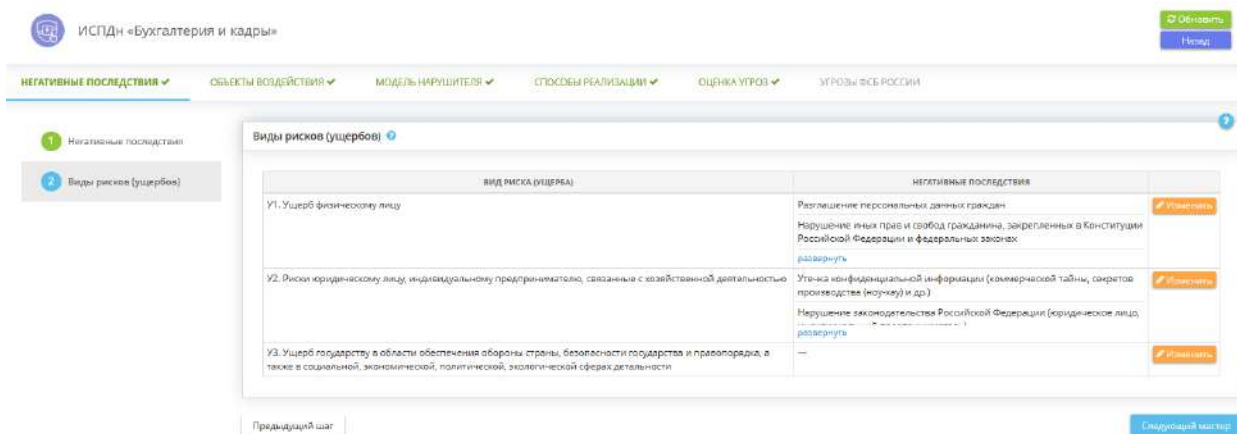 ИСПДн «Бухгалтерия и кадры»
Обновить
Назад
НЕГАТИВНЫЕ ПОСЛЕДСТВИЯ ОБЪЕКТЫ ВОЗДЕЙСТВИЯ МОДЕЛЬ НАРУШИТЕЛЯ СПОСОБЫ РЕАЛИЗАЦИИ ОЦЕНКА УГРОЗ УГРОЗЫ ФСБ РОССИИ
1 Негативные последствия
2 Виды рисков (ущербов)
Виды рисков (ущербов) ?
?
ВИД РИСКА (УЩЕРБА) НЕГАТИВНЫЕ ПОСЛЕДСТВИЯ
У1. Ущерб физическому лицу
Разглашение персональных данных граждан
Изменить
Нарушение иных прав и свобод гражданина, закрепленных в Конституции
Российской Федерации и федеральных законах
развернуть
У2. Риски юридическому лицу, индивидуальному предпринимателю, связанные с хозяйственной деятельностью
Утечка конфиденциальной информации (коммерческой тайны, секретов
производства (ноу-хау) и др.)
Изменить
Нарушение законодательства Российской Федерации (юридическое лицо,
развернуть
У3. Ущерб государству в области обеспечения обороны страны, безопасности государства и правопорядка, а
также в социальной, экономической, политической, экологической сферах детальности
—
Изменить
Предыдущий шаг
Следующий мастер